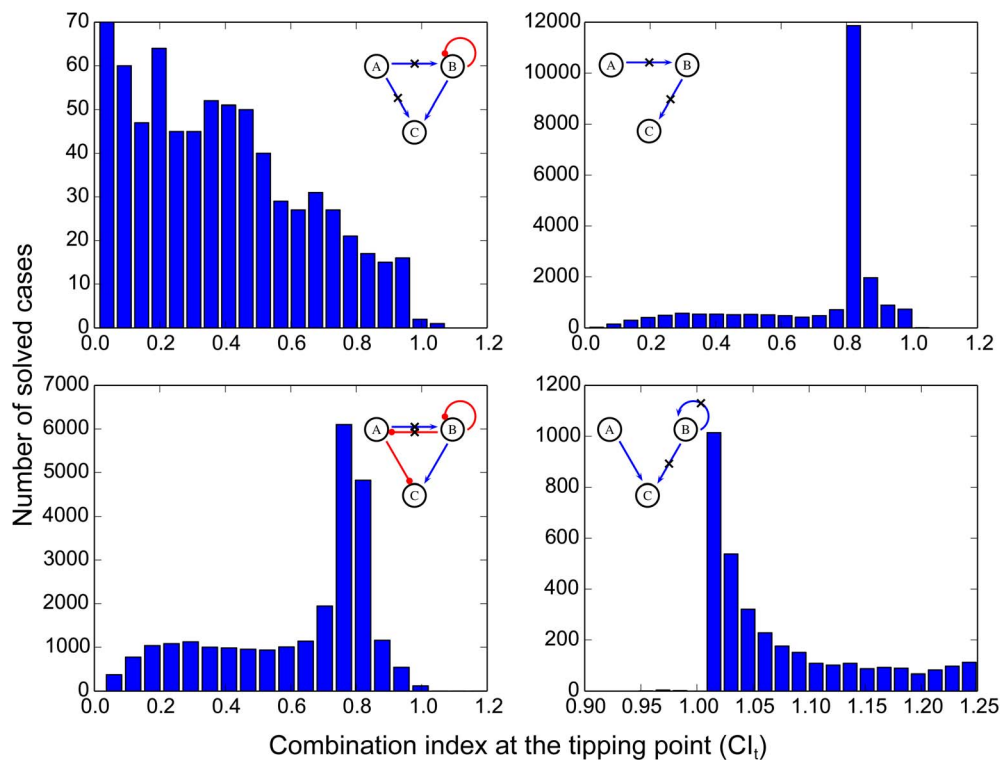 Number of solved cases
70
60
50
40
30
20
10
0
0.0 0.2 0.4 0.6 0.8 1.0 1.2
A B
C
12000
10000
8000
6000
4000
2000
0
0.0 0.2 0.4 0.6 0.8 1.0 1.2
A B
C
7000
6000
5000
4000
3000
2000
1000
0
0.0 0.2 0.4 0.6 0.8 1.0 1.2
A B
C
1200
1000
800
600
400
200
0
0.90 0.95 1.00 1.05 1.10 1.15 1.20 1.25
A B
C
Combination index at the tipping point (CIt)